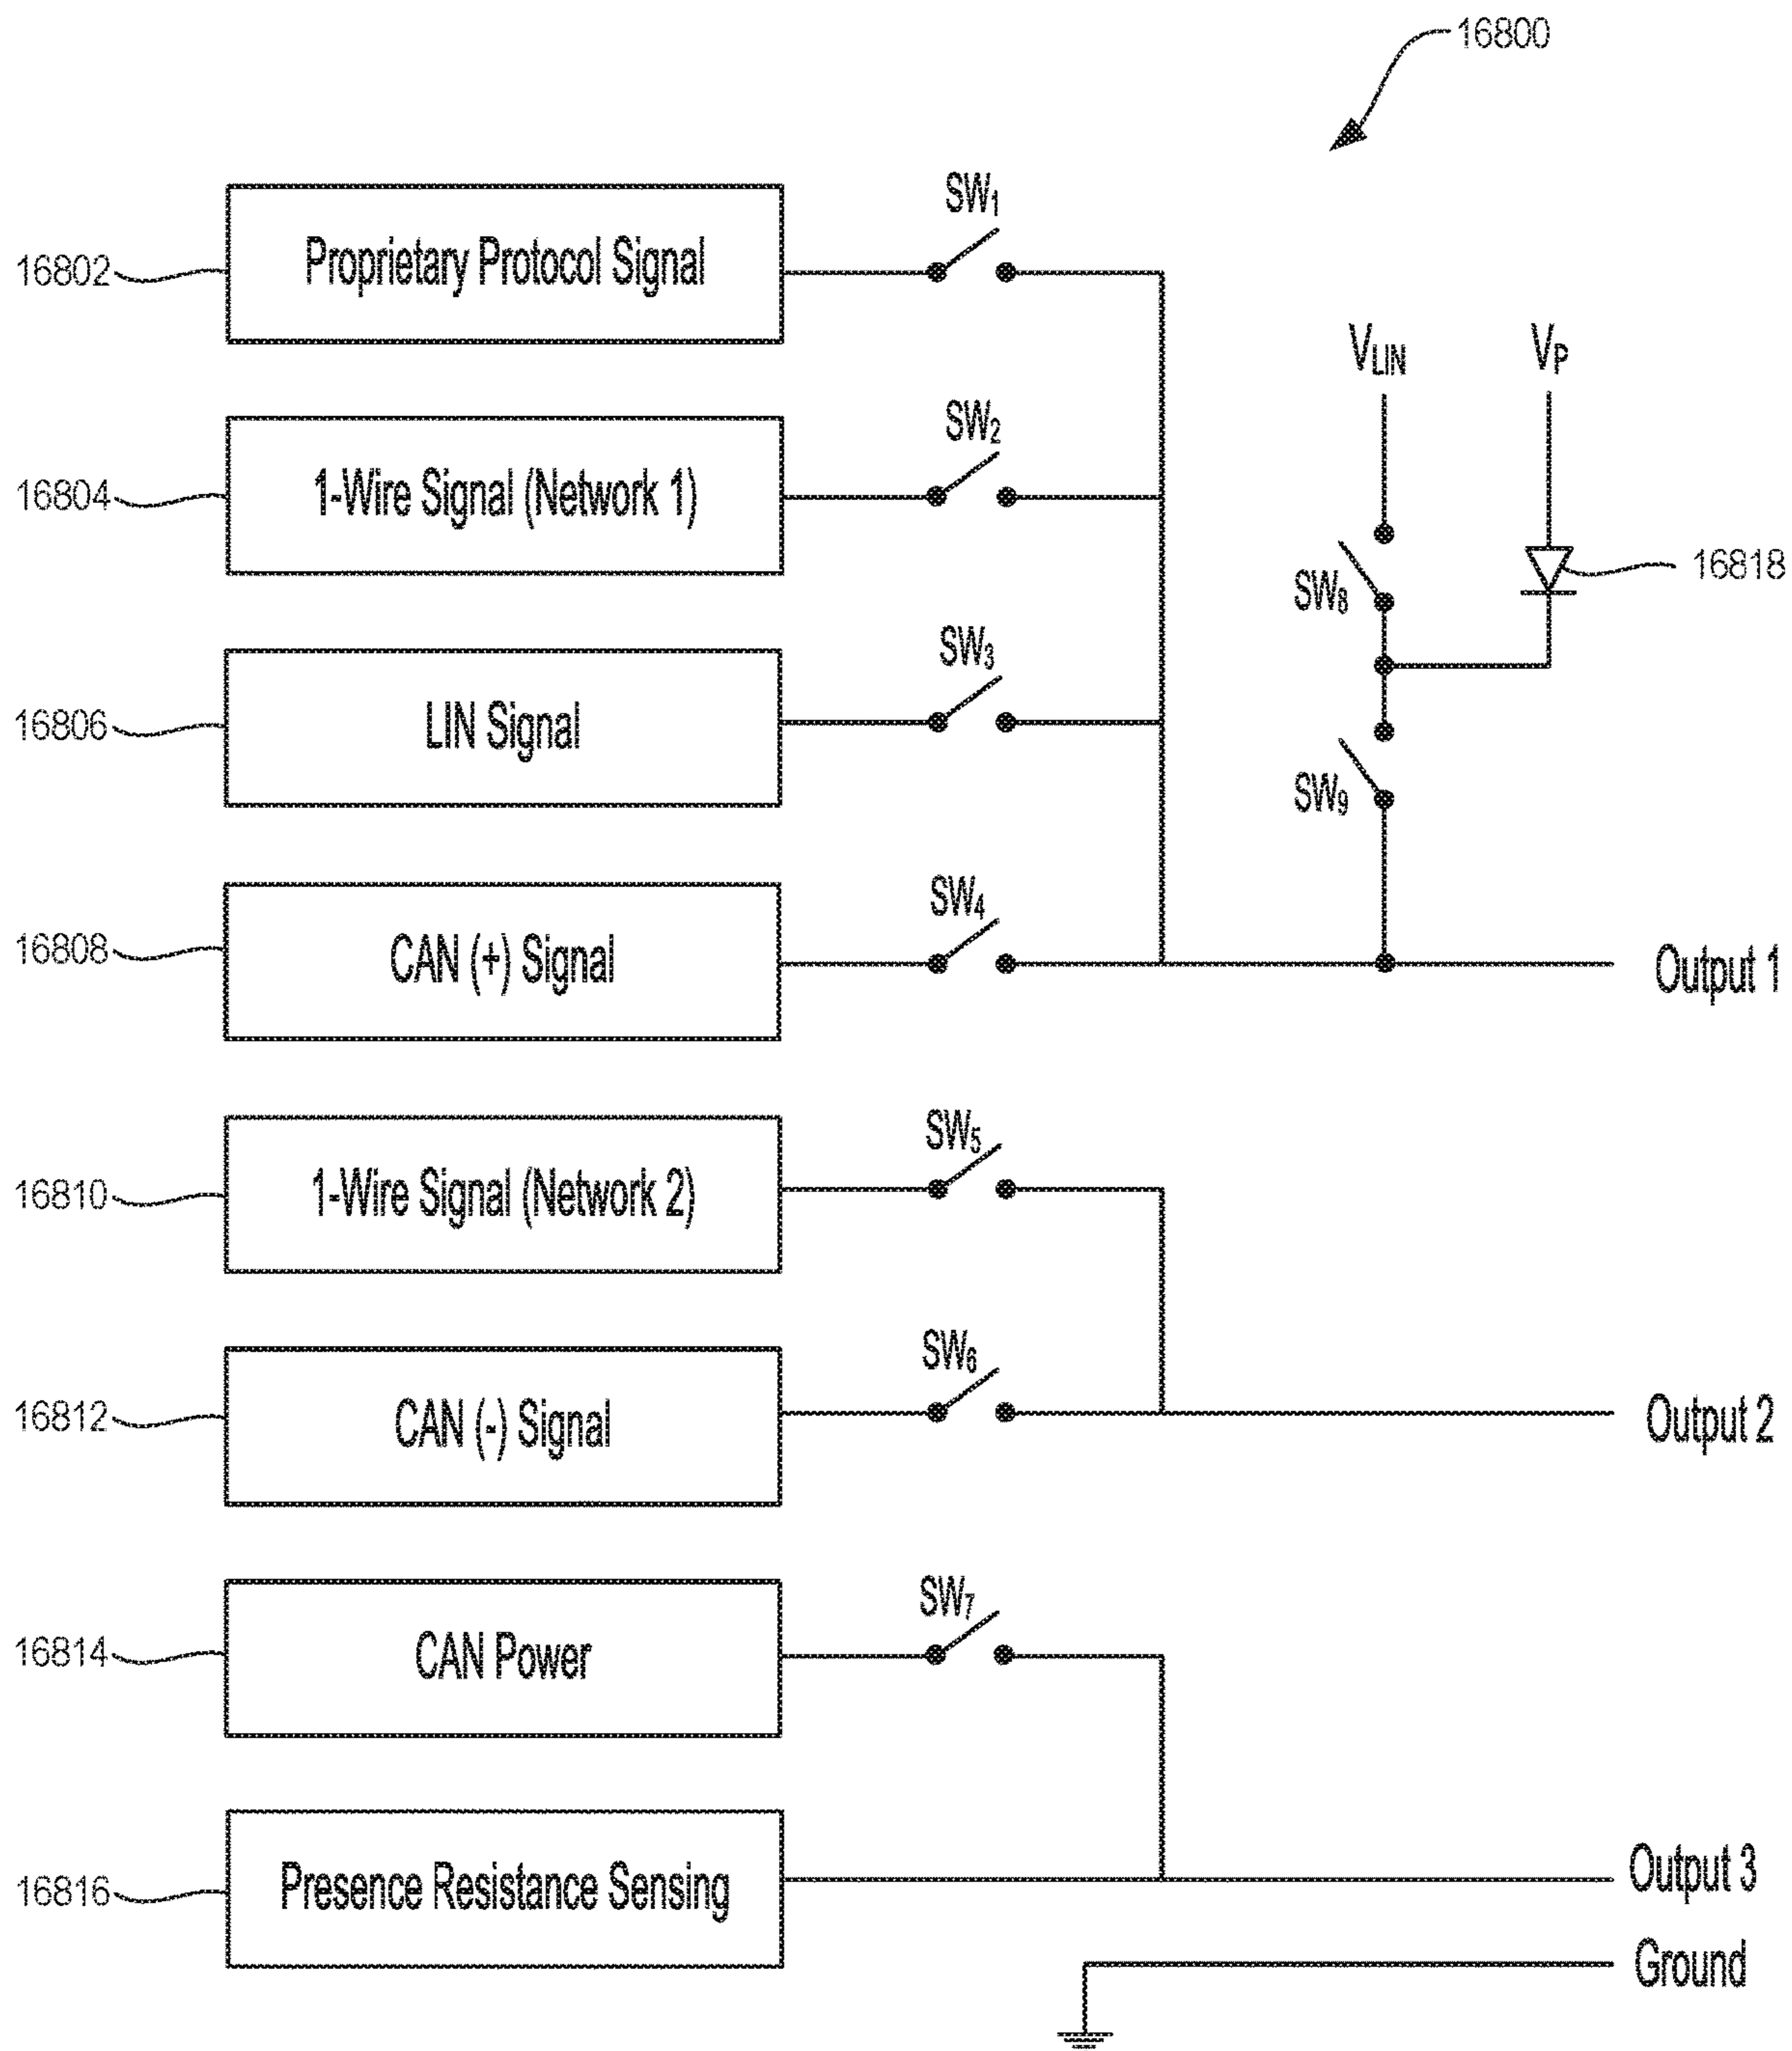 16800
SW1
16802
Proprietary Protocol Signal
VLIN
VP
SW2
16804
1-Wire Signal (Network 1)
16818
SW8
SW3
16806
LIN Signal
SW9
SW4
16808
CAN (+) Signal
Output 1
SW5
16810
1-Wire Signal (Network 2)
SW6
16812
CAN (-) Signal
Output 2
SW7
16814
CAN Power
16816
Presence Resistance Sensing
Output 3
Ground